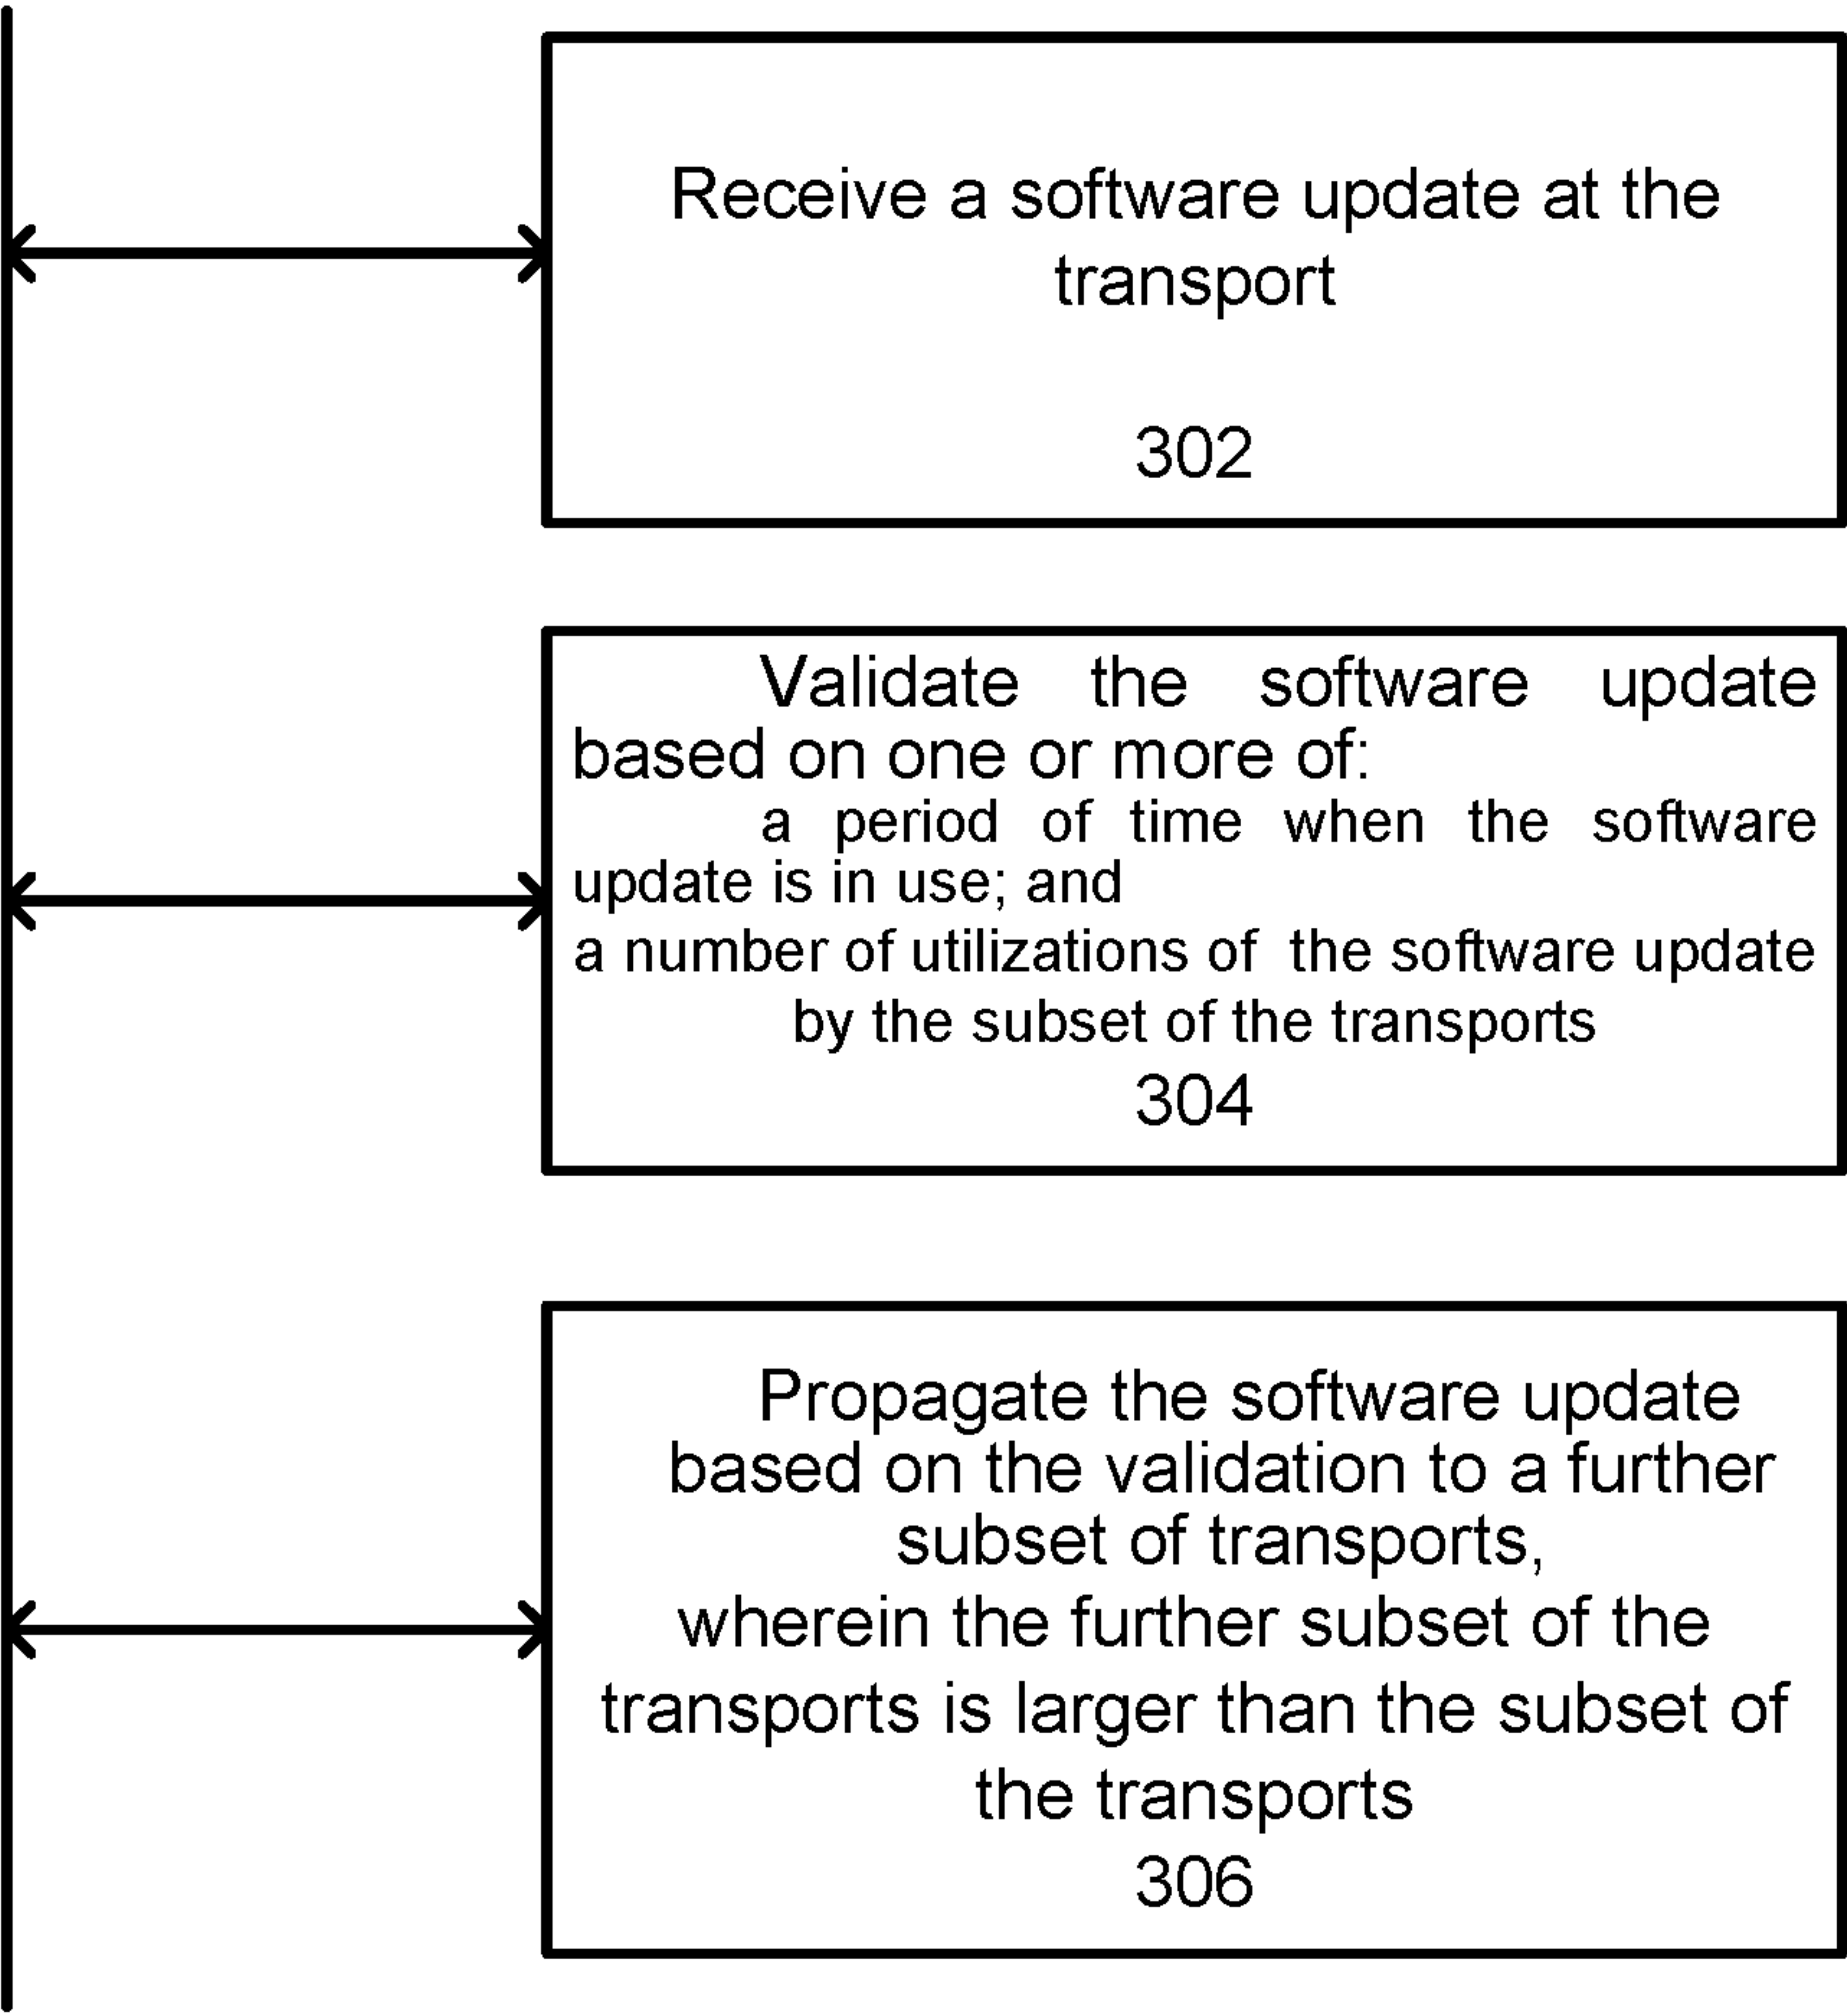 Receive a software update at the
transport
302
Validate the software update
based on one or more of:
a period of time when the software
update is in use; and
a number of utilizations of the software update
by the subset of the transports
304
Propagate the software update
based on the validation to a further
subset of transports,
wherein the further subset of the
transports is larger than the subset of
the transports
306